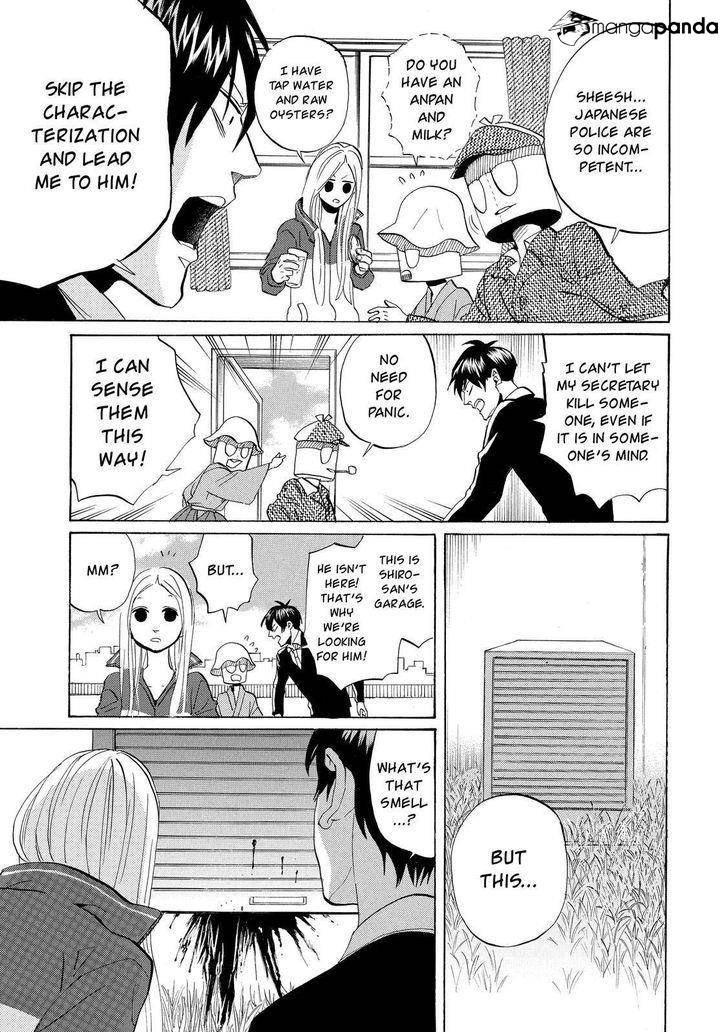 mangapanda
SHEESH...
JAPANESE
POLICE ARE
SO INCOM-
PETENT...
DO YOU
HAVE AN
ANPAN
AND
MILK?
I HAVE
TAP WATER
AND RAW
OYSTERS?
SKIP THE
CHARAC-
TERIZATION
AND LEAD
ME TO HIM!
I CAN'T LET
MY SECRETARY
KILL SOME-
ONE, EVEN IF
IT IS IN SOME-
ONE'S MIND.
NO
NEED
FOR
PANIC.
I CAN
SENSE
THEM
THIS
WAY!
BUT
THIS...
THIS IS
SHIRO-
SAN'S
GARAGE.
HE ISN'T
HERE!
THAT'S
WHY
WE'RE
LOOKING
FOR HIM!
BUT...
MM?
WHAT'S
THAT
SMELL
...?